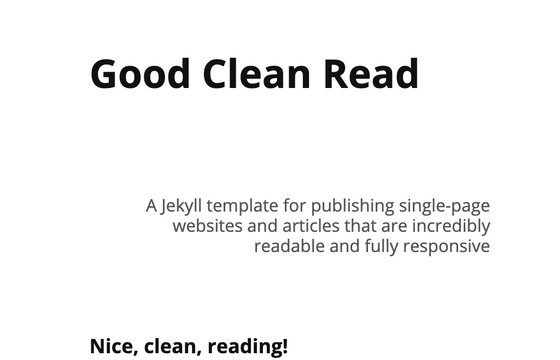 Good Clean Read
A Jekyll template for publishing single-page
websites and articles that are incredibly
readable and fully responsive
Nice, clean, reading!